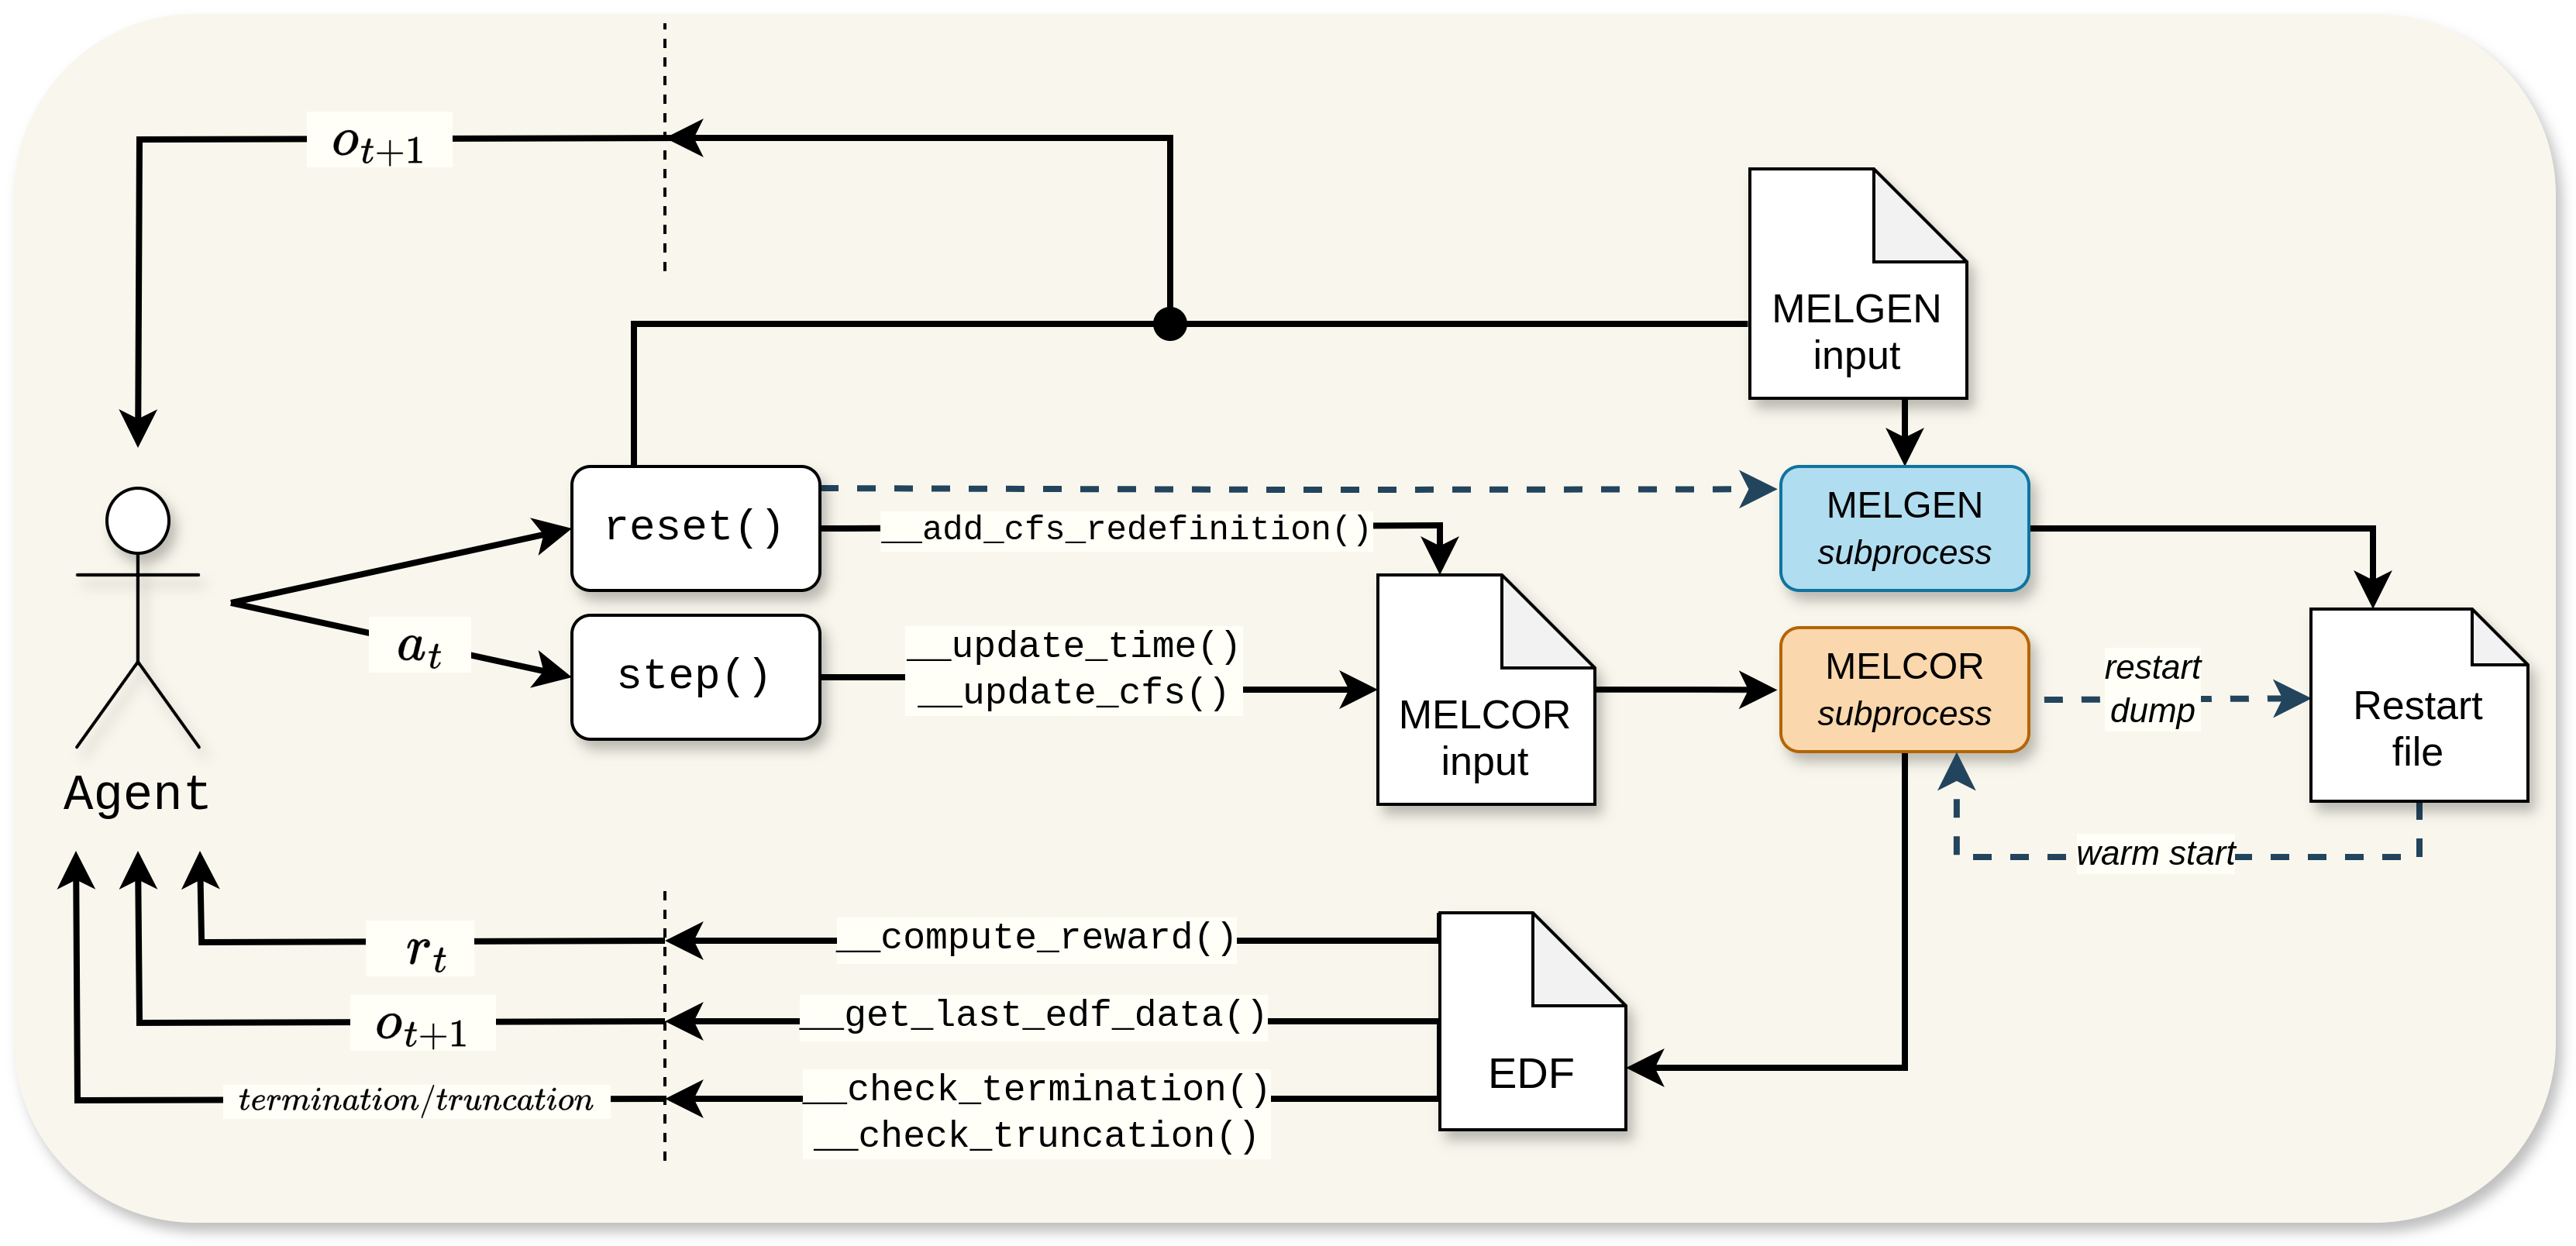 o_{t+1}
MELGEN
input
reset()
__add_cfs_redefinition()
MELGEN
subprocess
a_t
step()
__update_time()
__update_cfs()
MELCOR
input
MELCOR
subprocess
restart
dump
Restart
file
Agent
warm start
r_t
__compute_reward()
o_{t+1}
__get_last_edf_data()
EDF
termination/truncation
__check_termination()
__check_truncation()